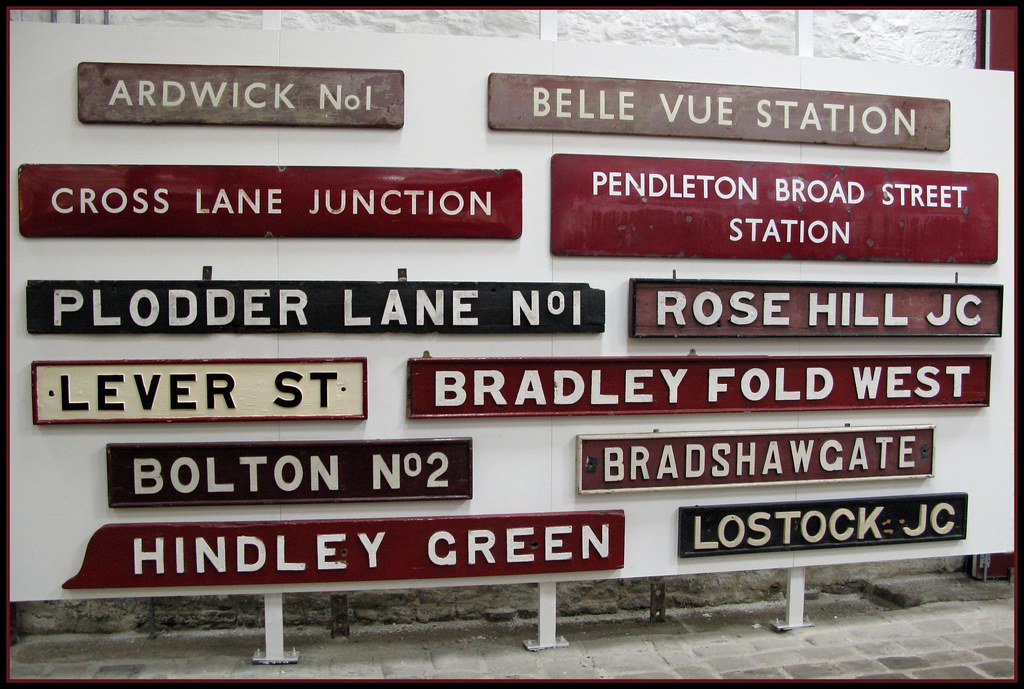 ARDWICK No1
BELLE VUE STATION
CROSS LANE JUNCTION
PENDLETON BROAD STREET
STATION
PLODDER LANE No1
ROSE HILL JC
LEVER ST
BRADLEY FOLD WEST
BOLTON No2
BRADSHAWGATE
HINDLEY GREEN
LOSTOCK JC